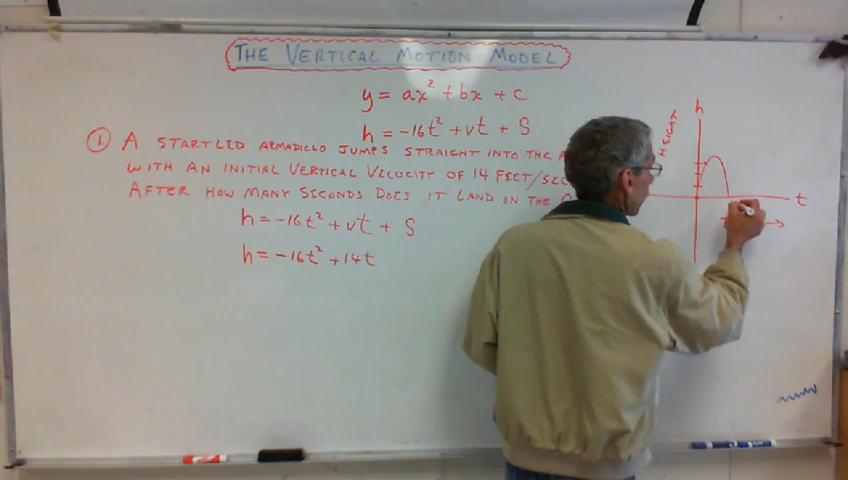 THE VERTICAL MOTION MODEL
y = ax² + bx + c
h = -16t² + vt + s
① A STARTLED ARMADILLO JUMPS STRAIGHT INTO THE
WITH AN INITIAL VERTICAL VELOCITY OF 14 FEET/SEC
AFTER HOW MANY SECONDS DOES IT LAND ON THE
h = -16t² + vt + s
h = -16t² + 14t
h
HEIGHT
t